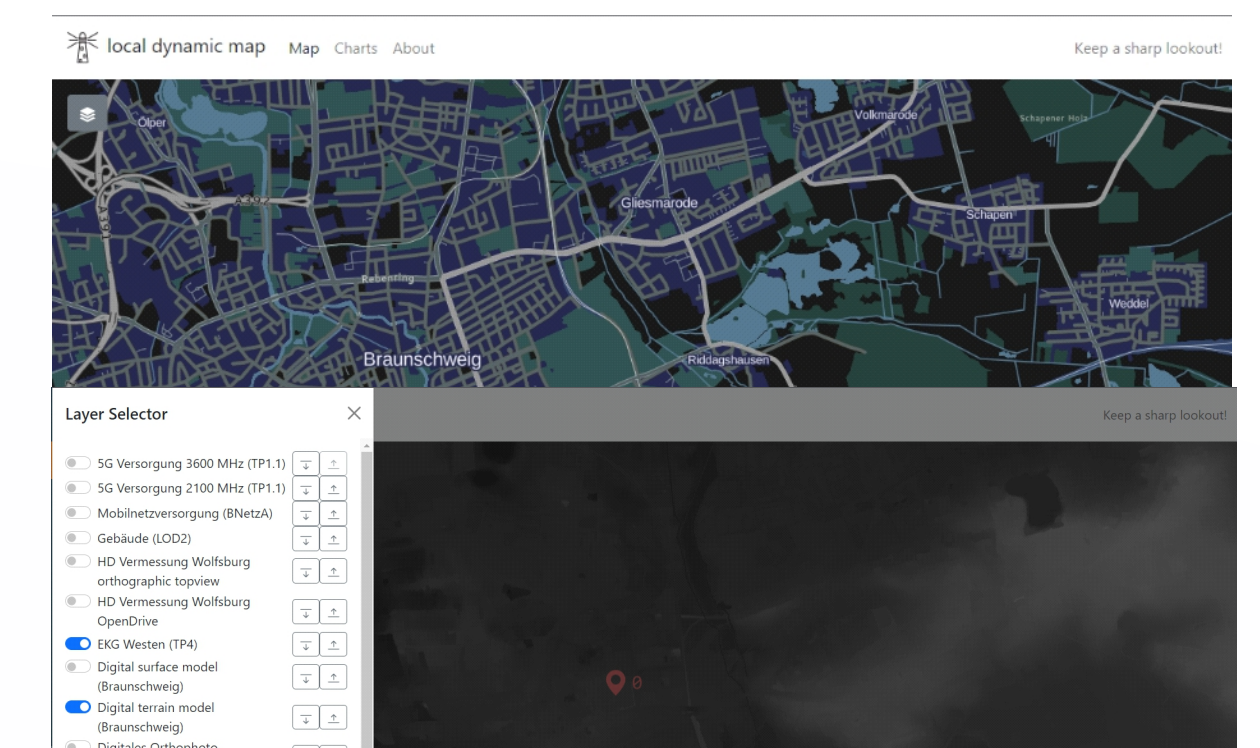 local dynamic map Map Charts About Keep a sharp lookout!
Ölper
Volkmarode
Schapener Holz
A392
A391
Gliesmarode
Schapen
Rebenring
Weddel
Braunschweig
Riddagshausen
Layer Selector
Keep a sharp lookout!
5G Versorgung 3600 MHz (TP1.1)
5G Versorgung 2100 MHz (TP1.1)
Mobilnetzversorgung (BNetzA)
Gebäude (LOD2)
HD Vermessung Wolfsburg
orthographic topview
HD Vermessung Wolfsburg
OpenDrive
EKG Westen (TP4)
Digital surface model
(Braunschweig)
0
Digital terrain model
(Braunschweig)
Digitales Orthophoto